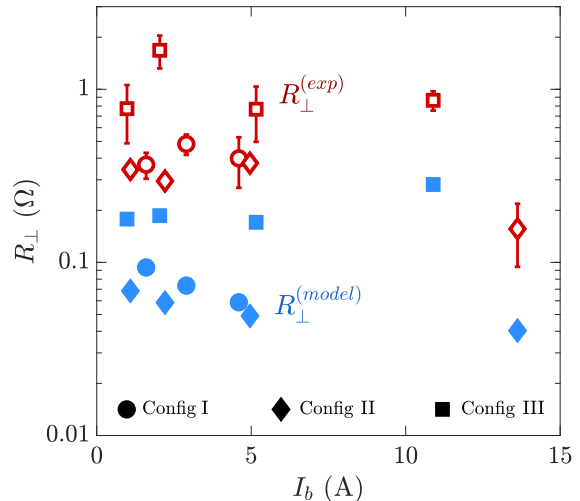 1
0.1
0.01
R⊥ (Ω)
R⊥^(exp)
R⊥^(model)
Config I
Config II
Config III
0
5
10
15
I_b (A)